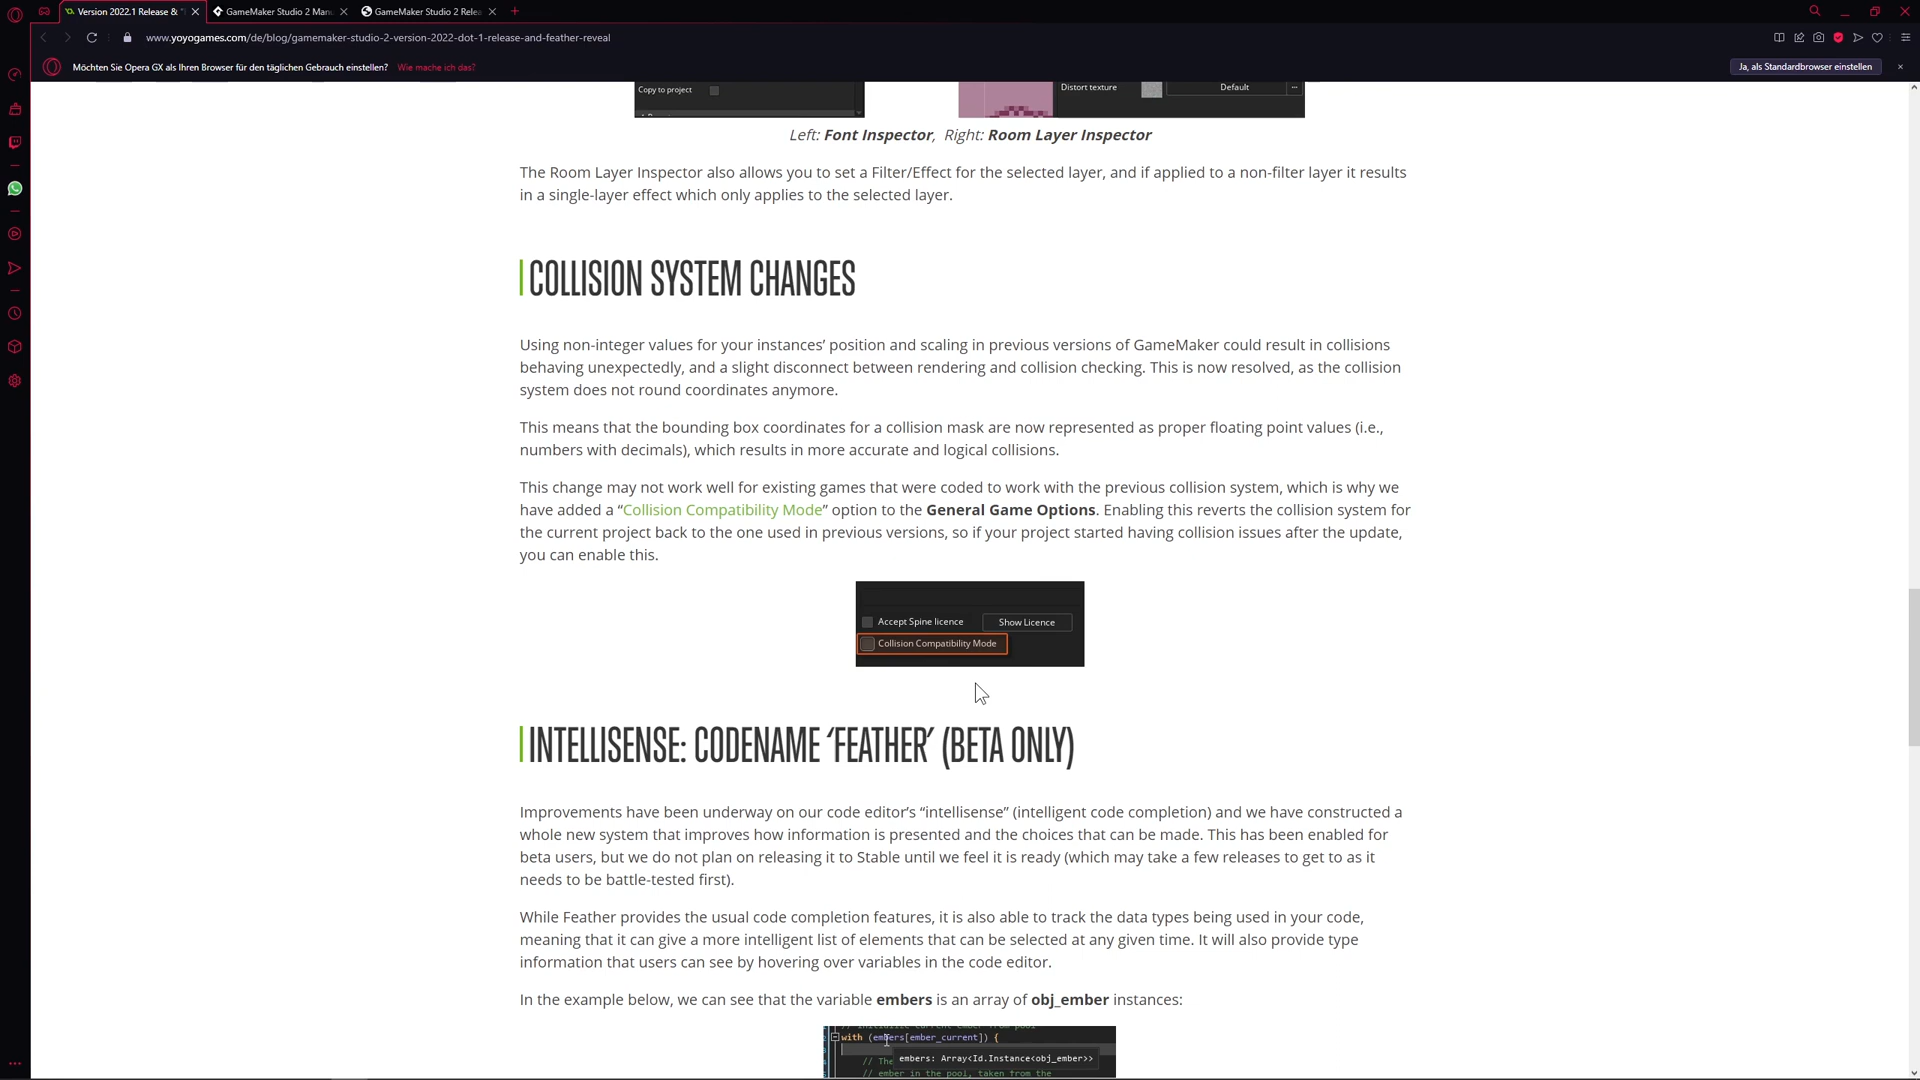 Version 2022.1 Release & "
GameMaker Studio 2 Manu
GameMaker Studio 2 Relea
www.yoyogames.com/de/blog/gamemaker-studio-2-version-2022-dot-1-release-and-feather-reveal
Möchten Sie Opera GX als Ihren Browser für den täglichen Gebrauch einstellen? Wie mache ich das?
Ja, als Standardbrowser einstellen
Copy to project
Distort texture
Default
Left: Font Inspector, Right: Room Layer Inspector
The Room Layer Inspector also allows you to set a Filter/Effect for the selected layer, and if applied to a non-filter layer it results
in a single-layer effect which only applies to the selected layer.
COLLISION SYSTEM CHANGES
Using non-integer values for your instances’ position and scaling in previous versions of GameMaker could result in collisions
behaving unexpectedly, and a slight disconnect between rendering and collision checking. This is now resolved, as the collision
system does not round coordinates anymore.
This means that the bounding box coordinates for a collision mask are now represented as proper floating point values (i.e.,
numbers with decimals), which results in more accurate and logical collisions.
This change may not work well for existing games that were coded to work with the previous collision system, which is why we
have added a “Collision Compatibility Mode” option to the General Game Options. Enabling this reverts the collision system for
the current project back to the one used in previous versions, so if your project started having collision issues after the update,
you can enable this.
Accept Spine licence
Show Licence
Collision Compatibility Mode
INTELLISENSE: CODENAME ‘FEATHER’ (BETA ONLY)
Improvements have been underway on our code editor’s “intellisense” (intelligent code completion) and we have constructed a
whole new system that improves how information is presented and the choices that can be made. This has been enabled for
beta users, but we do not plan on releasing it to Stable until we feel it is ready (which may take a few releases to get to as it
needs to be battle-tested first).
While Feather provides the usual code completion features, it is also able to track the data types being used in your code,
meaning that it can give a more intelligent list of elements that can be selected at any given time. It will also provide type
information that users can see by hovering over variables in the code editor.
In the example below, we can see that the variable embers is an array of obj_ember instances:
// Initialize current ember from pool
with (embers[ember_current]) {
// The
embers: Array<Id.Instance<obj_ember>>
// ember in the pool, taken from the